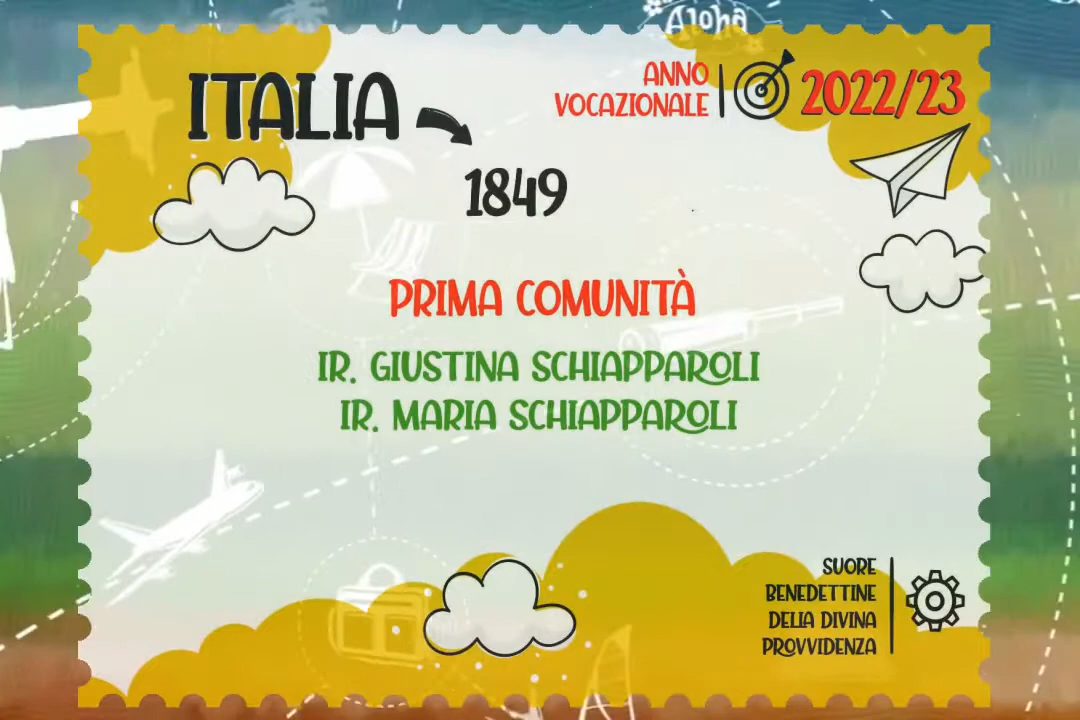 Aloha
ITALIA
ANNO
VOCAZIONALE
2022/23
1849
PRIMA COMUNITÀ
IR. GIUSTINA SCHIAPPAROLI
IR. MARIA SCHIAPPAROLI
SUORE
BENEDETTINE
DELLA DIVINA
PROVVIDENZA